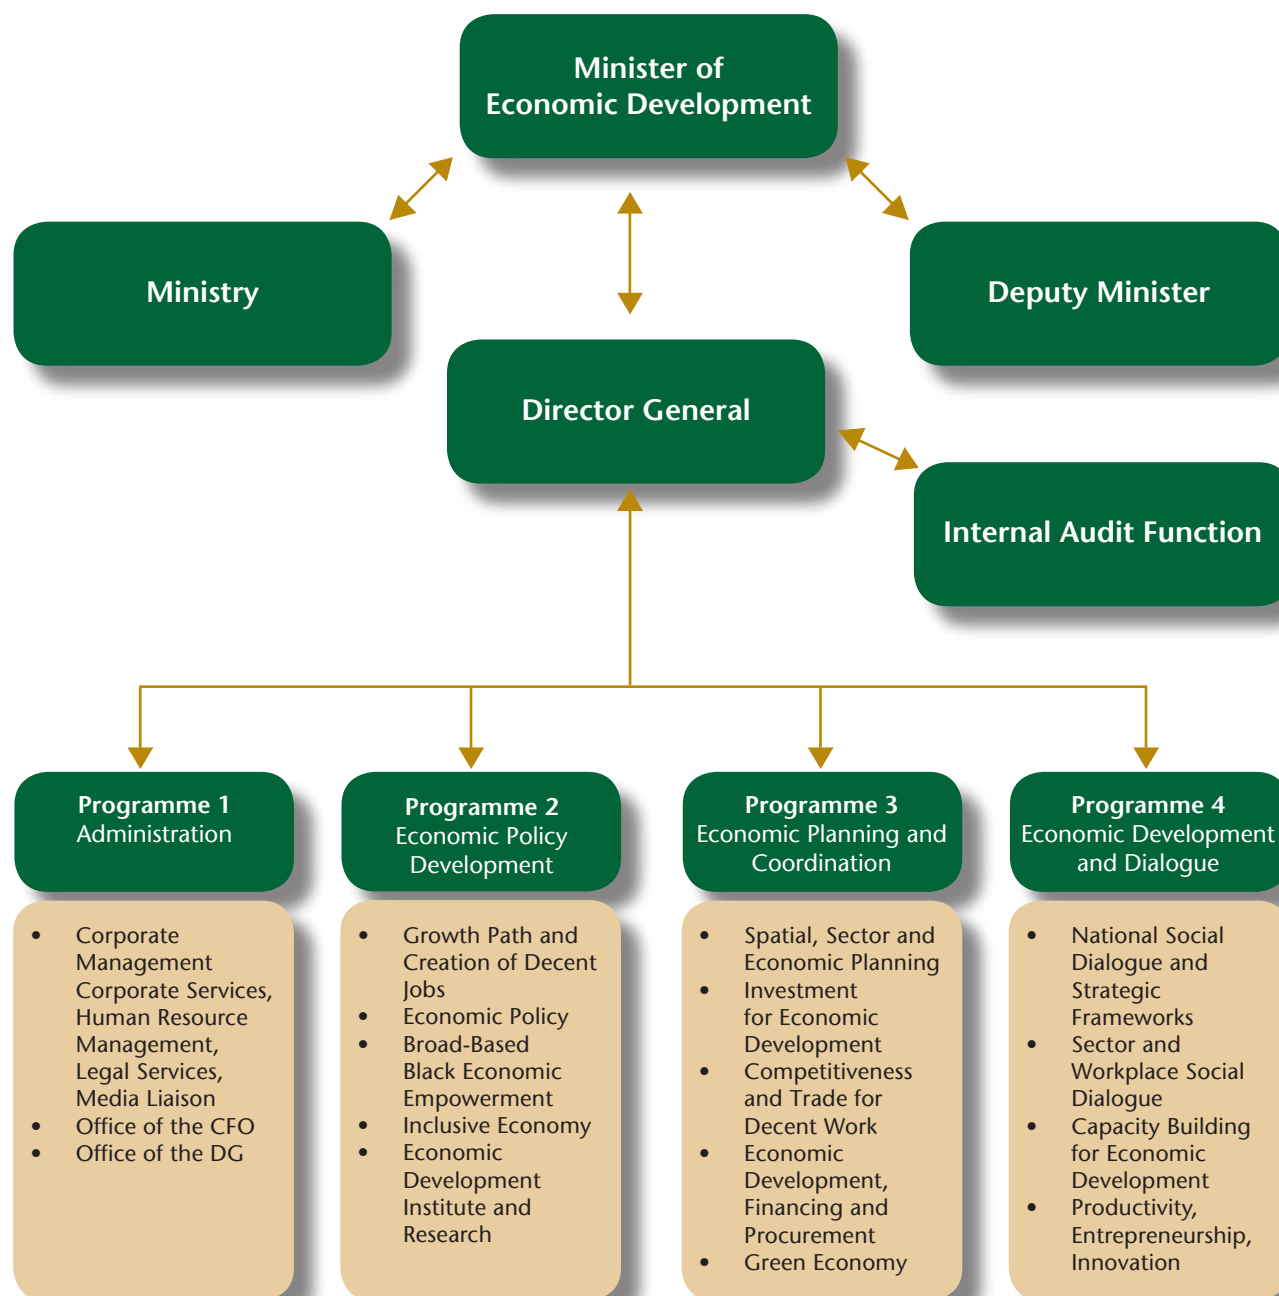 Minister of
Economic Development
Ministry
Deputy Minister
Director General
Internal Audit Function
Programme 1
Administration
Programme 2
Economic Policy
Development
Programme 3
Economic Planning and
Coordination
Programme 4
Economic Development
and Dialogue
• Corporate
Management
Corporate Services,
Human Resource
Management,
Legal Services,
Media Liaison
• Office of the CFO
• Office of the DG
• Growth Path and
Creation of Decent
Jobs
• Economic Policy
• Broad-Based
Black Economic
Empowerment
• Inclusive Economy
• Economic
Development
Institute and
Research
• Spatial, Sector and
Economic Planning
• Investment
for Economic
Development
• Competitiveness
and Trade for
Decent Work
• Economic
Development,
Financing and
Procurement
• Green Economy
• National Social
Dialogue and
Strategic
Frameworks
• Sector and
Workplace Social
Dialogue
• Capacity Building
for Economic
Development
• Productivity,
Entrepreneurship,
Innovation